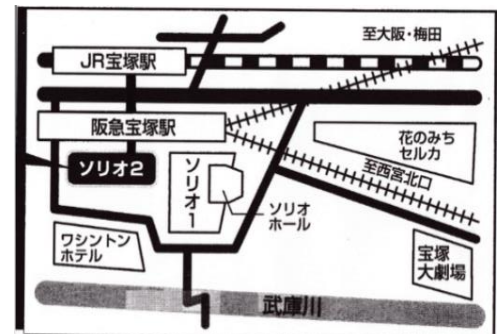 至大阪・梅田
JR宝塚駅
阪急宝塚駅
花のみち
セルカ
ソリオ2
ソリオ1
至西宮北口
ソリオ
ホール
ワシントン
ホテル
宝塚
大劇場
武庫川